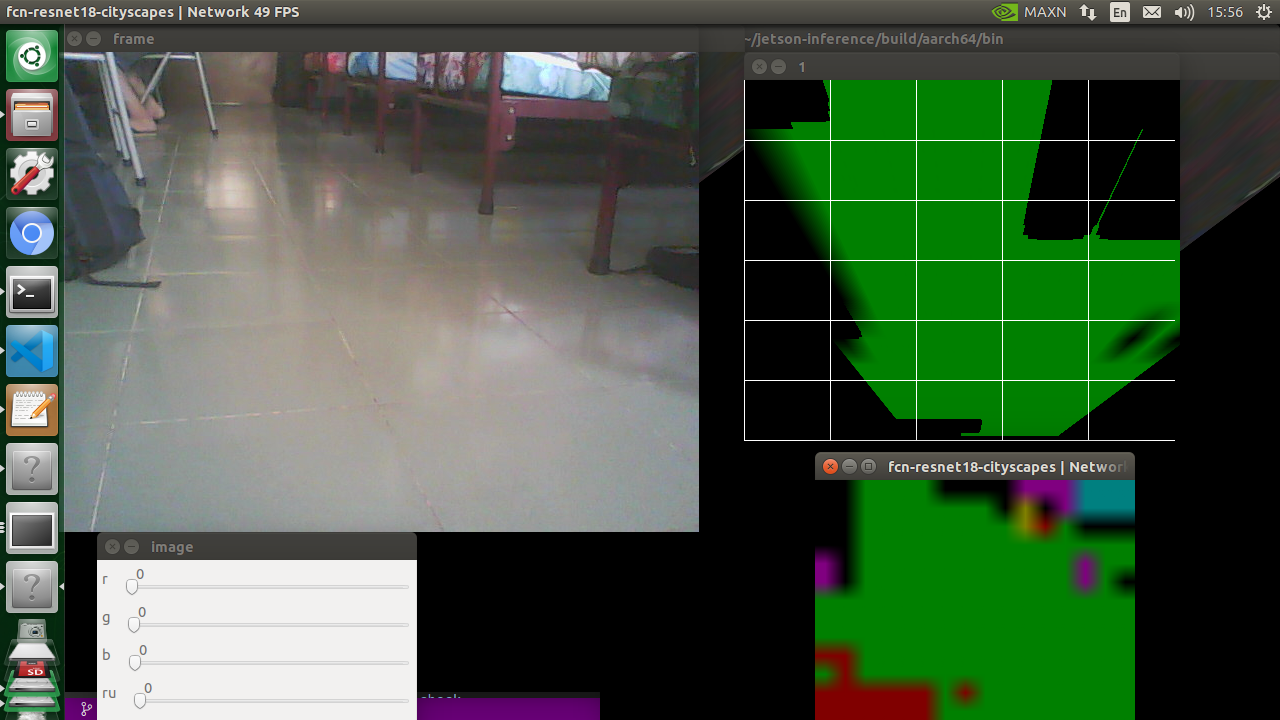 fcn-resnet18-cityscapes | Network 49 FPS
MAXN
En
15:56
frame
~/jetson-inference/build/aarch64/bin
1
fcn-resnet18-cityscapes | Networ
image
r
0
g
0
b
0
ru
0
SD